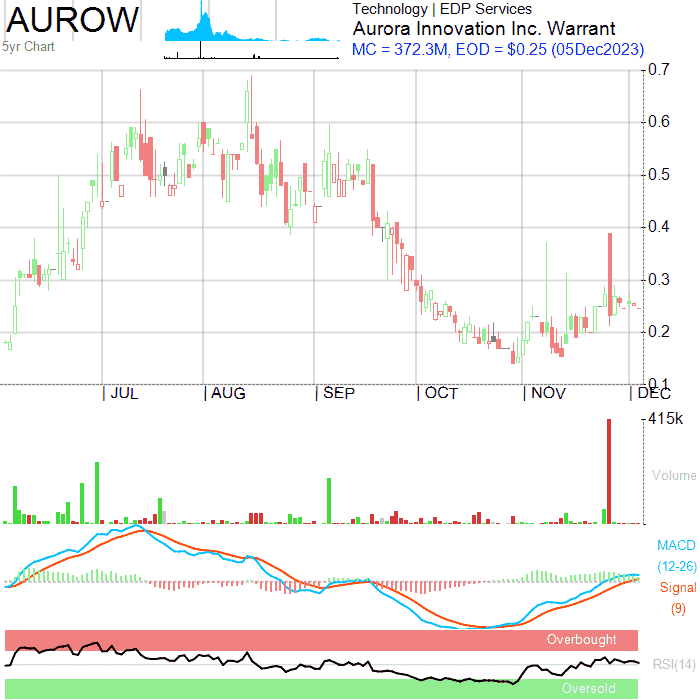 AUROW
5yr Chart
Technology | EDP Services
Aurora Innovation Inc. Warrant
MC = 372.3M, EOD = $0.25 (05Dec2023)
0.7
0.6
0.5
0.4
0.3
0.2
0.1
| JUL | AUG | SEP | OCT | NOV | DEC
415k
Volume
MACD
(12-26)
Signal
(9)
Overbought
RSI(14)
Oversold